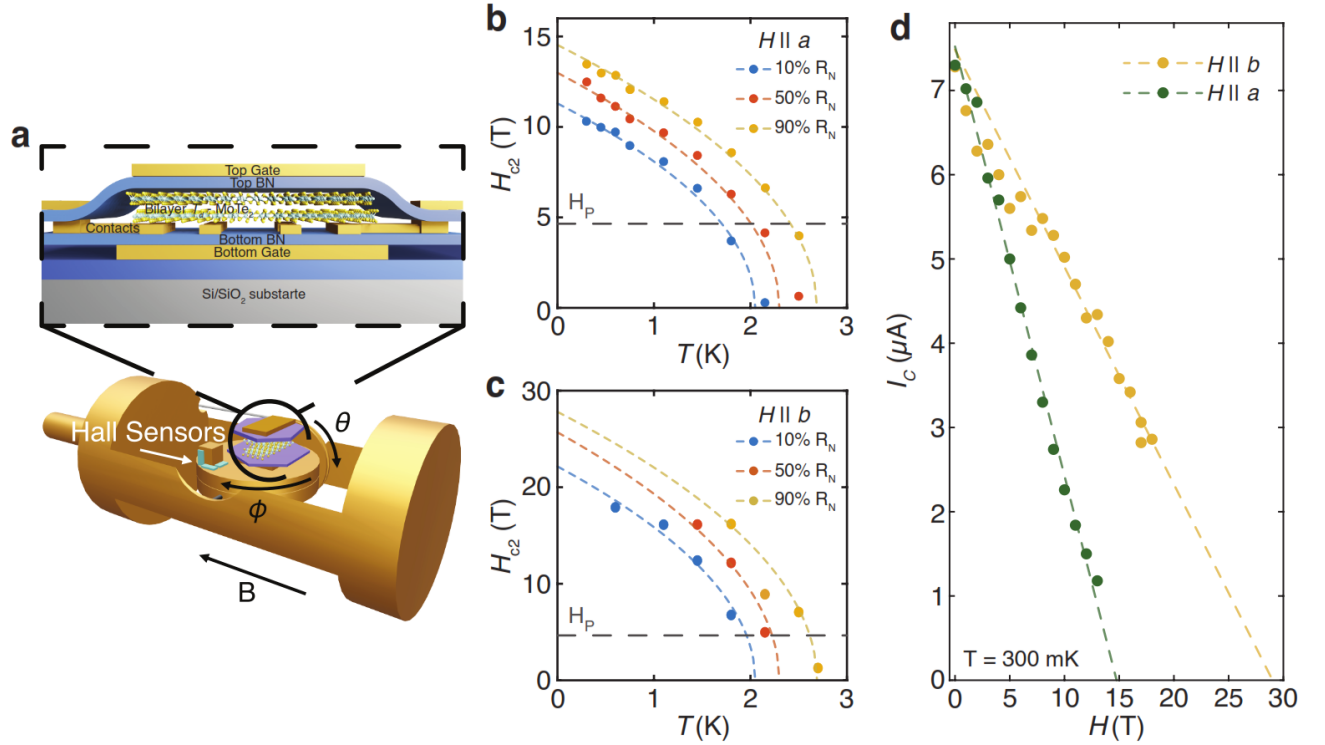 a
Top Gate
Top BN
Bilayer T - MoTe2
Contacts
Bottom BN
Bottom Gate
Si/SiO2 substarte
Hall Sensors
θ
ϕ
B
b
H || a
10% RN
50% RN
90% RN
Hc2 (T)
15
10
5
0
HP
0 1 2 3
T (K)
c
H || b
10% RN
50% RN
90% RN
Hc2 (T)
30
20
10
0
HP
0 1 2 3
T (K)
d
H || b
H || a
IC (μA)
7
6
5
4
3
2
1
0
T = 300 mK
0 5 10 15 20 25 30
H (T)